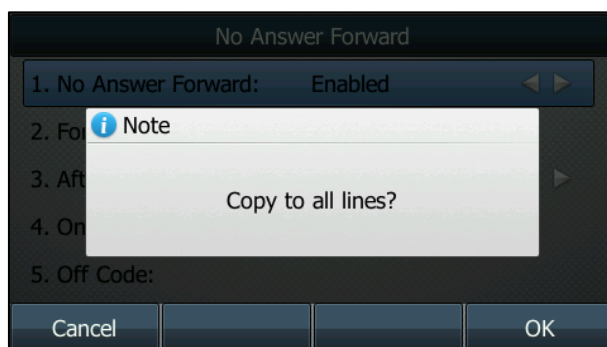 No Answer Forward
1. No Answer Forward: Enabled
2. For
Note
3. Aft
Copy to all lines?
4. On
5. Off Code:
Cancel OK